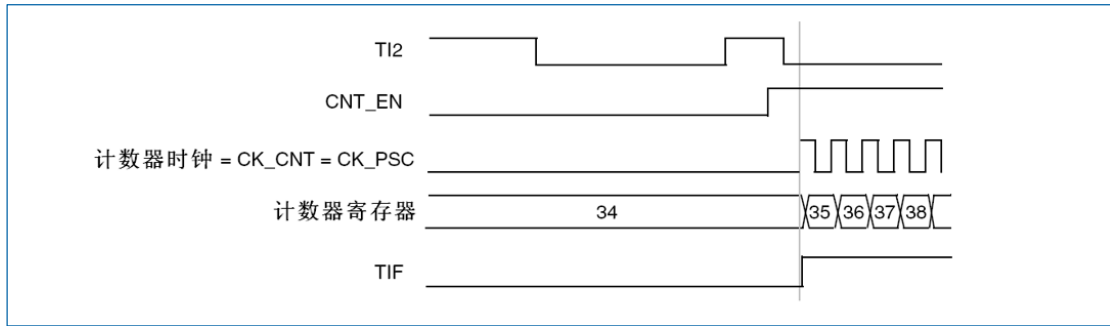 TI2
CNT_EN
计数器时钟 = CK_CNT = CK_PSC
计数器寄存器 34 35 36 37 38
TIF